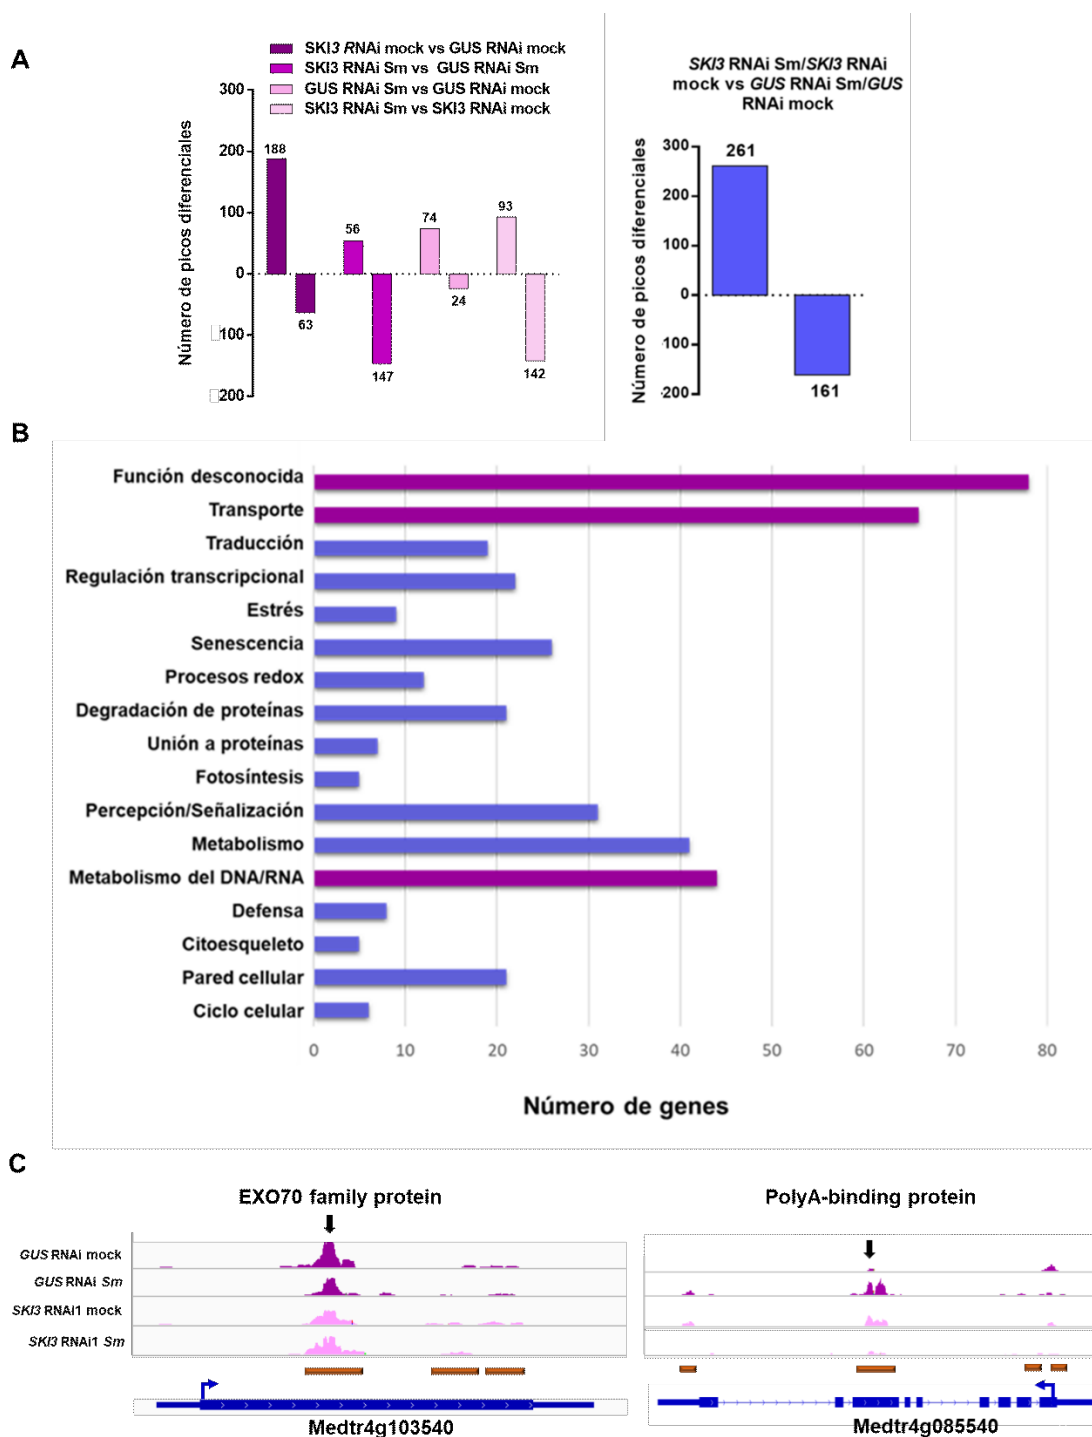 A
SKI3 RNAi mock vs GUS RNAi mock
SKI3 RNAi Sm vs GUS RNAi Sm
GUS RNAi Sm vs GUS RNAi mock
SKI3 RNAi Sm vs SKI3 RNAi mock
Número de picos diferenciales
300
200
100
0
100
200
188
63
56
147
74
24
93
142
SKI3 RNAi Sm/SKI3 RNAi
mock vs GUS RNAi Sm/GUS
RNAi mock
Número de picos diferenciales
300
200
100
0
-100
-200
261
161
B
Función desconocida
Transporte
Traducción
Regulación transcripcional
Estrés
Senescencia
Procesos redox
Degradación de proteínas
Unión a proteínas
Fotosíntesis
Percepción/Señalización
Metabolismo
Metabolismo del DNA/RNA
Defensa
Citoesqueleto
Pared cellular
Ciclo celular
0 10 20 30 40 50 60 70 80
Número de genes
C
EXO70 family protein
PolyA-binding protein
GUS RNAi mock
GUS RNAi Sm
SKI3 RNAi1 mock
SKI3 RNAi1 Sm
Medtr4g103540
Medtr4g085540